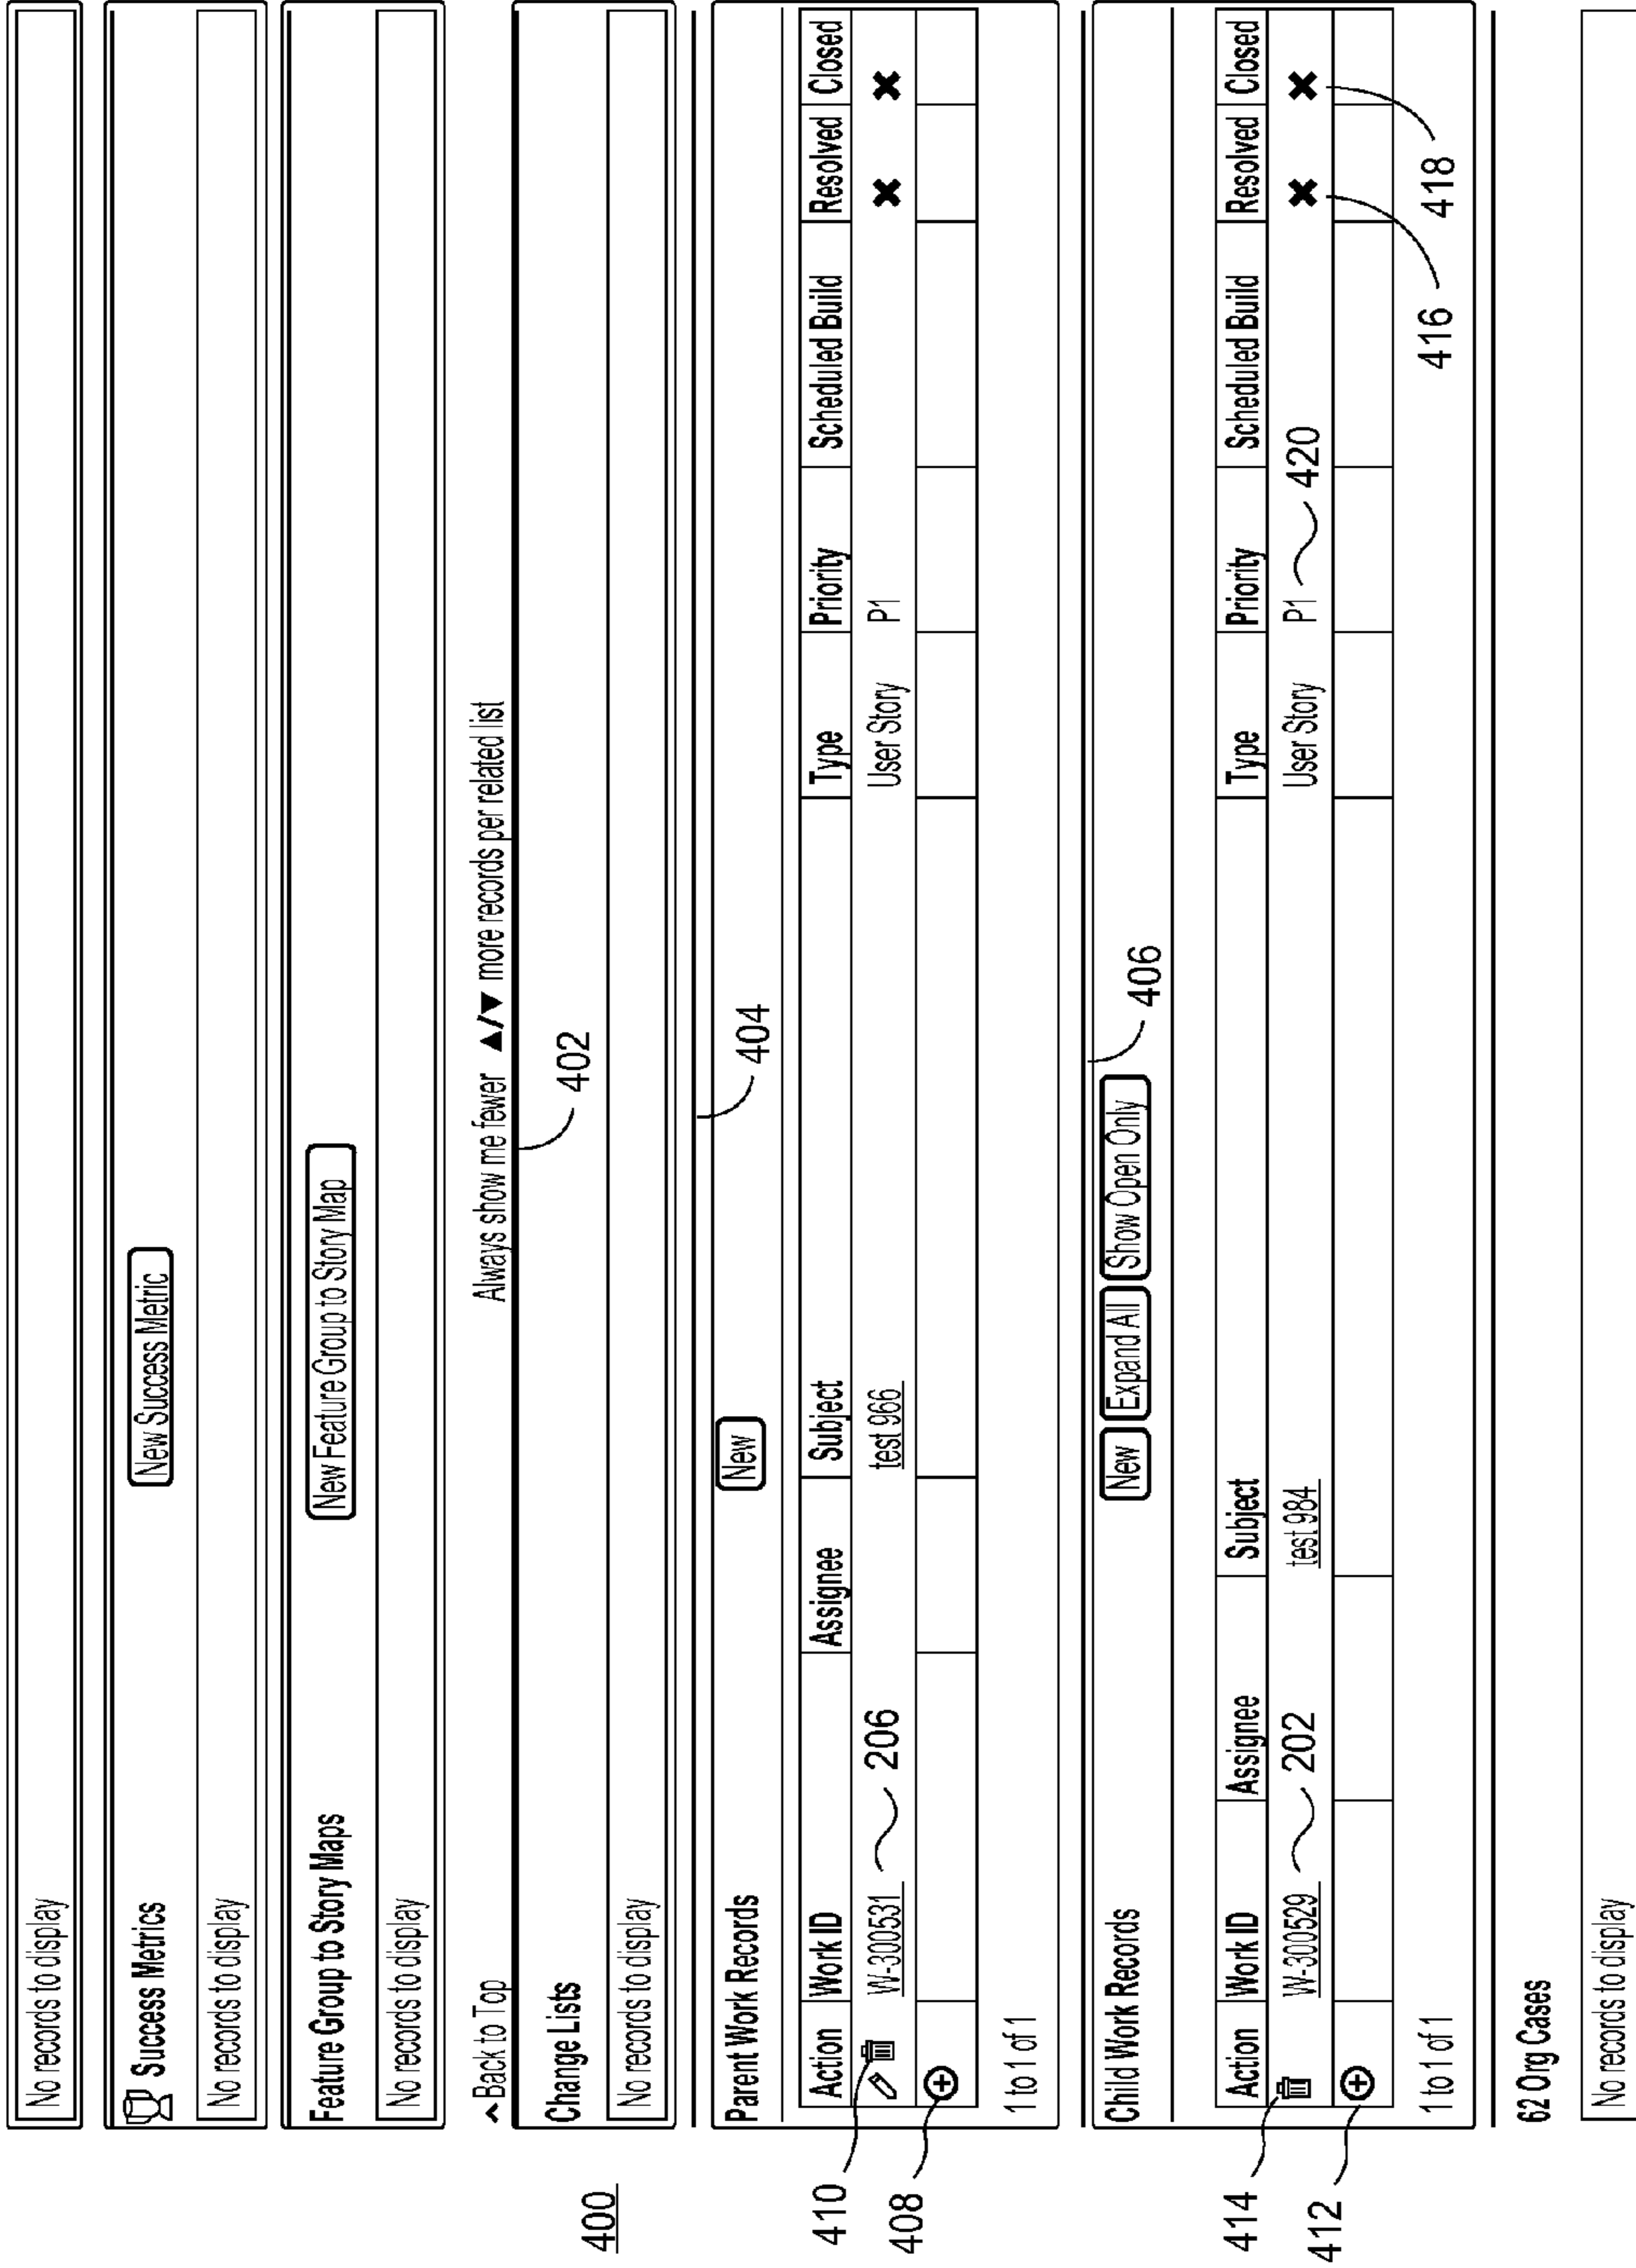 No records to display
Success Metrics
New Success Metric
No records to display
Feature Group to Story Maps
New Feature Group to Story Map
No records to display
Back to Top
Always show me fewer ▲/▼ more records per related list
400
402
Change Lists
No records to display
404
Parent Work Records
New
Action Work ID Assignee Subject Type Priority Scheduled Build Resolved Closed
410
W-300531 206 test 966 User Story P1 ✖ ✖
408
1 to 1 of 1
406
Child Work Records
New Expand All Show Open Only
Action Work ID Assignee Subject Type Priority Scheduled Build Resolved Closed
414
W-300529 202 test 984 User Story P1 420 ✖ ✖
412
416 418
1 to 1 of 1
62 Org Cases
No records to display